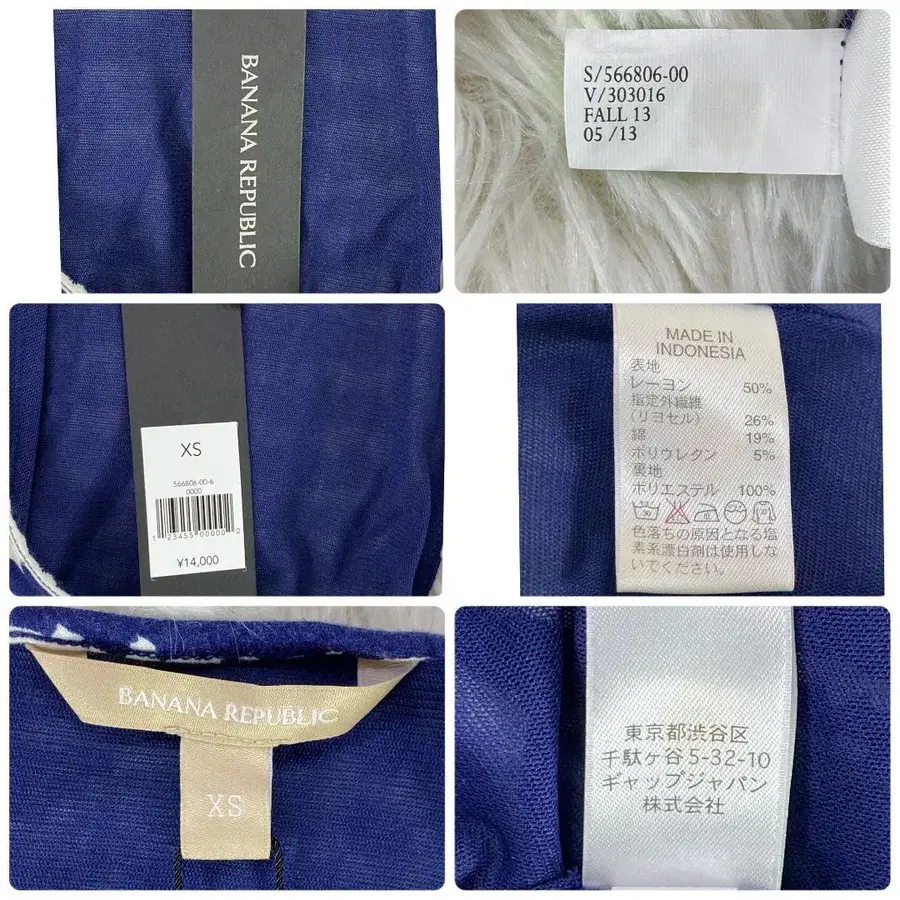 BANANA REPUBLIC
S/566806-00
V/303016
FALL 13
05 /13
XS
566806-00-6
0000
1 23455 00000 2
¥14,000
MADE IN
INDONESIA
表地
レーヨン 50%
指定外繊維
(リヨセル) 26%
綿 19%
ポリウレタン 5%
裏地
ポリエステル 100%
色落ちの原因となる塩
素系漂白剤は使用しな
いでください。
BANANA REPUBLIC
XS
東京都渋谷区
千駄ヶ谷5-32-10
ギャップジャパン
株式会社